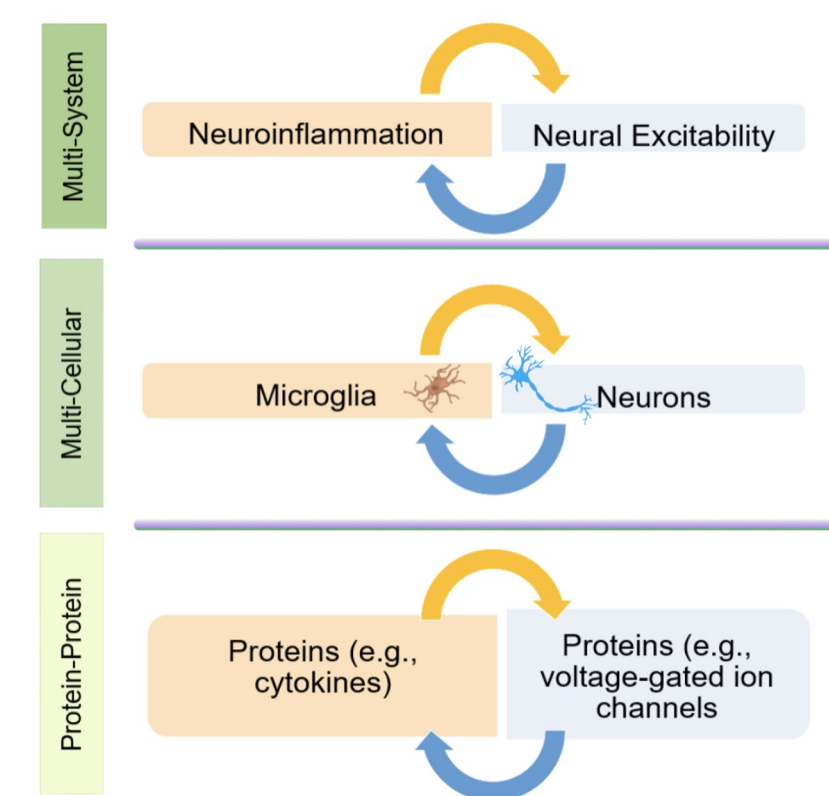 Multi-System
Neuroinflammation
Neural Excitability
Multi-Cellular
Microglia
Neurons
Protein-Protein
Proteins (e.g.,
cytokines)
Proteins (e.g.,
voltage-gated ion
channels